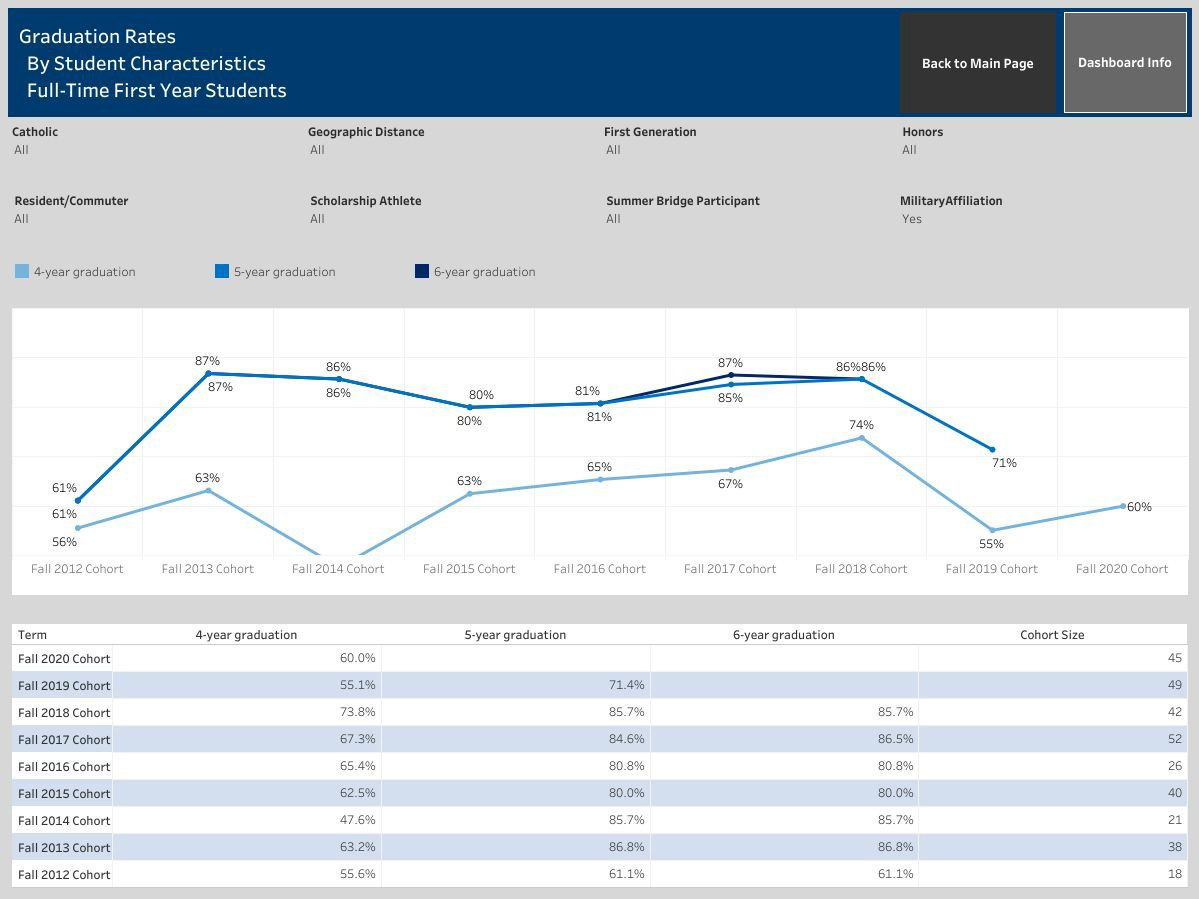 Graduation Rates
By Student Characteristics
Full-Time First Year Students
Back to Main Page
Dashboard Info
Catholic
All
Geographic Distance
All
First Generation
All
Honors
All
Resident/Commuter
All
Scholarship Athlete
All
Summer Bridge Participant
All
MilitaryAffiliation
Yes
4-year graduation 5-year graduation 6-year graduation
87% 86% 87% 86%86%
87% 86% 80% 81% 85%
80% 81%
74%
61% 63% 63% 65% 67% 71%
61%
56% 55% 60%
Fall 2012 Cohort Fall 2013 Cohort Fall 2014 Cohort Fall 2015 Cohort Fall 2016 Cohort Fall 2017 Cohort Fall 2018 Cohort Fall 2019 Cohort Fall 2020 Cohort
Term 4-year graduation 5-year graduation 6-year graduation Cohort Size
Fall 2020 Cohort 60.0% 45
Fall 2019 Cohort 55.1% 71.4% 49
Fall 2018 Cohort 73.8% 85.7% 85.7% 42
Fall 2017 Cohort 67.3% 84.6% 86.5% 52
Fall 2016 Cohort 65.4% 80.8% 80.8% 26
Fall 2015 Cohort 62.5% 80.0% 80.0% 40
Fall 2014 Cohort 47.6% 85.7% 85.7% 21
Fall 2013 Cohort 63.2% 86.8% 86.8% 38
Fall 2012 Cohort 55.6% 61.1% 61.1% 18